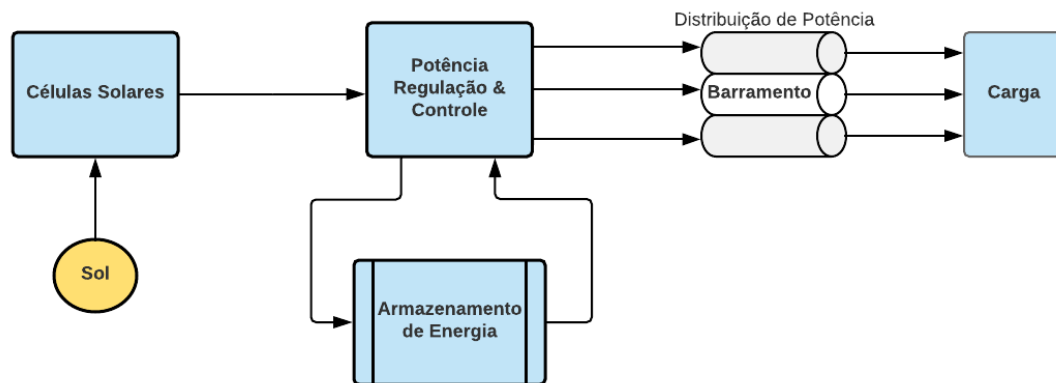 Distribuição de Potência
Células Solares
Potência
Regulação &
Controle
Barramento
Carga
Sol
Armazenamento
de Energia